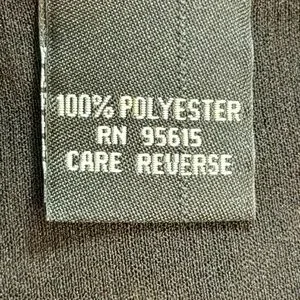 100% POLYESTER
RN 95615
CARE REVERSE